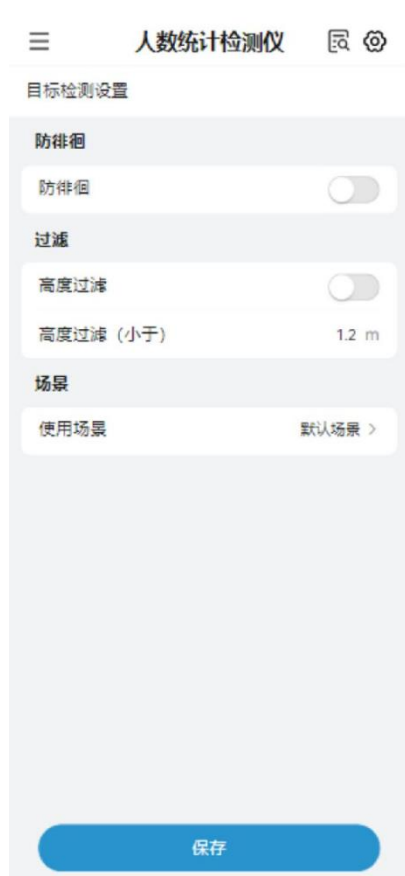 人数统计检测仪
目标检测设置
防徘徊
防徘徊
过滤
高度过滤
高度过滤（小于） 1.2 m
场景
使用场景 默认场景 >
保存